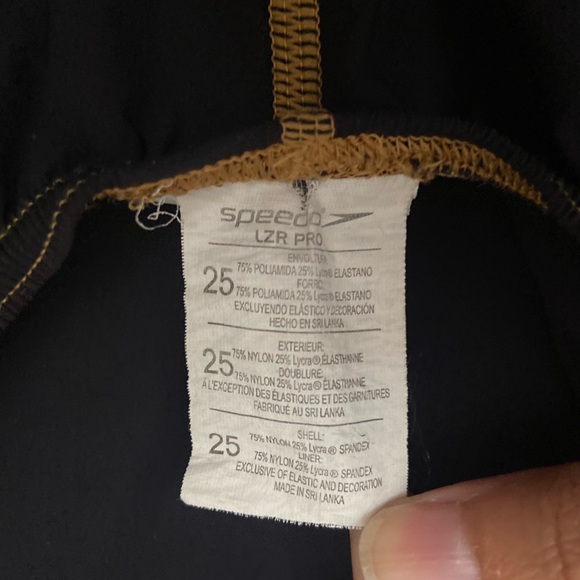 speedo
LZR PRO
ENVOLTURA:
75% POLIAMIDA 25% Lycra® ELASTANO
25
FORRO:
75% POLIAMIDA 25% Lycra® ELASTANO
EXCLUYENDO ELÁSTICO Y DECORACIÓN
HECHO EN SRI LANKA
EXTERIEUR:
75% NYLON 25% Lycra® ÉLASTHANNE
25
DOUBLURE:
75% NYLON 25% Lycra® ÉLASTHANNE
À L'EXCEPTION DES ÉLASTIQUES ET DES GARNITURES
FABRIQUÉ AU SRI LANKA
SHELL:
25
75% NYLON 25% Lycra® SPANDEX
LINER:
75% NYLON 25% Lycra® SPANDEX
EXCLUSIVE OF ELASTIC AND DECORATION
MADE IN SRI LANKA